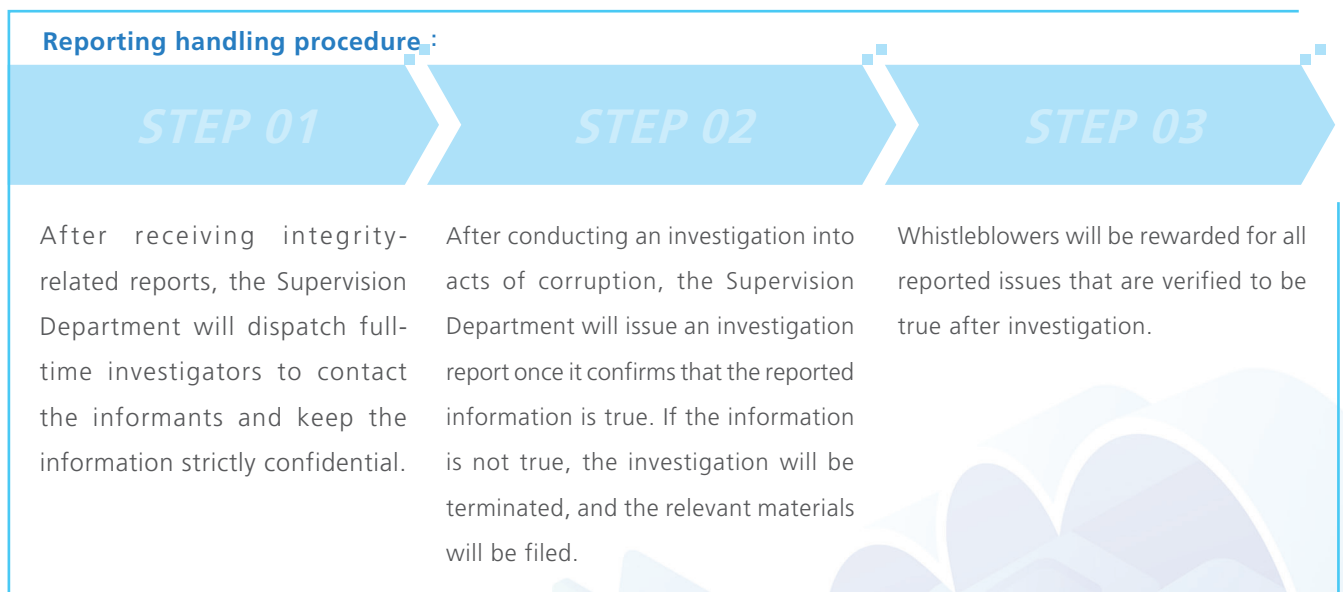 Reporting handling procedure：
STEP 01
STEP 02
STEP 03
After receiving integrity-
related reports, the Supervision
Department will dispatch full-
time investigators to contact
the informants and keep the
information strictly confidential.
After conducting an investigation into
acts of corruption, the Supervision
Department will issue an investigation
report once it confirms that the reported
information is true. If the information
is not true, the investigation will be
terminated, and the relevant materials
will be filed.
Whistleblowers will be rewarded for all
reported issues that are verified to be
true after investigation.